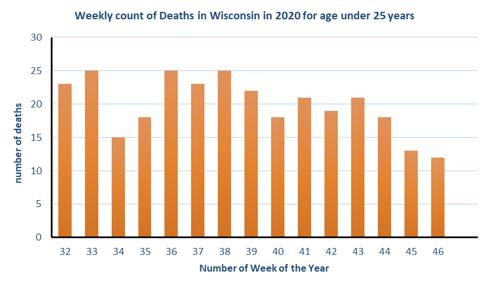 Weekly count of Deaths in Wisconsin in 2020 for age under 25 years
30
25
20
15
10
5
0
number of deaths
32 33 34 35 36 37 38 39 40 41 42 43 44 45 46
Number of Week of the Year